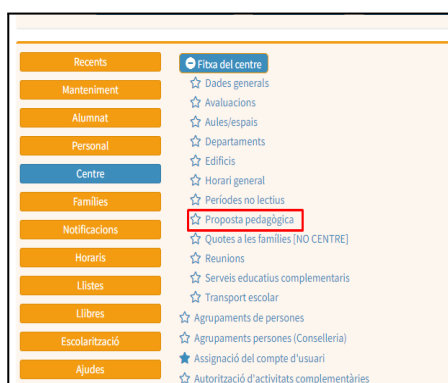 Recents
Manteniment
Alumnat
Personal
Centre
Famílies
Notificacions
Horaris
Llistes
Llibres
Escolarització
Ajudes
Fitxa del centre
Dades generals
Avaluacions
Aules/espais
Departaments
Edificis
Horari general
Períodes no lectius
Proposta pedagògica
Quotes a les famílies [NO CENTRE]
Reunions
Serveis educatius complementaris
Transport escolar
Agrupaments de persones
Agrupaments persones (Conselleria)
Assignació del compte d'usuari
Autorització d'activitats complementàries